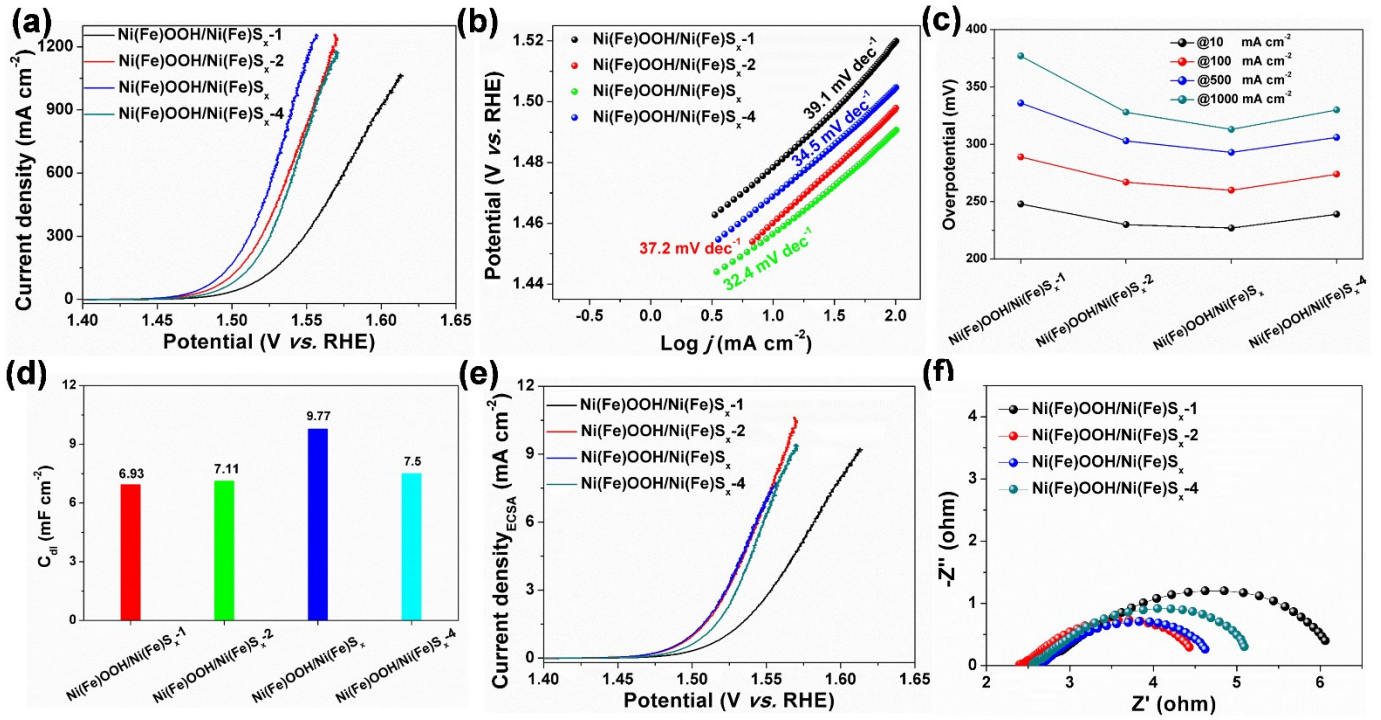 (a)
Ni(Fe)OOH/Ni(Fe)Sₓ-1
Ni(Fe)OOH/Ni(Fe)Sₓ-2
Ni(Fe)OOH/Ni(Fe)Sₓ
Ni(Fe)OOH/Ni(Fe)Sₓ-4
Current density (mA cm⁻²)
1200
900
600
300
0
1.40 1.45 1.50 1.55 1.60 1.65
Potential (V vs. RHE)
(b)
Ni(Fe)OOH/Ni(Fe)Sₓ-1
Ni(Fe)OOH/Ni(Fe)Sₓ-2
Ni(Fe)OOH/Ni(Fe)Sₓ
Ni(Fe)OOH/Ni(Fe)Sₓ-4
39.1 mV dec⁻¹
34.5 mV dec⁻¹
37.2 mV dec⁻¹
32.4 mV dec⁻¹
Potential (V vs. RHE)
1.52
1.50
1.48
1.46
1.44
-0.5 0.0 0.5 1.0 1.5 2.0
Log j (mA cm⁻²)
(c)
@10 mA cm⁻²
@100 mA cm⁻²
@500 mA cm⁻²
@1000 mA cm⁻²
Overpotential (mV)
400
350
300
250
200
Ni(Fe)OOH/Ni(Fe)Sₓ-1
Ni(Fe)OOH/Ni(Fe)Sₓ-2
Ni(Fe)OOH/Ni(Fe)Sₓ
Ni(Fe)OOH/Ni(Fe)Sₓ-4
(d)
C_dl (mF cm⁻²)
12
9
6
3
0
6.93
7.11
9.77
7.5
Ni(Fe)OOH/Ni(Fe)Sₓ-1
Ni(Fe)OOH/Ni(Fe)Sₓ-2
Ni(Fe)OOH/Ni(Fe)Sₓ
Ni(Fe)OOH/Ni(Fe)Sₓ-4
(e)
Ni(Fe)OOH/Ni(Fe)Sₓ-1
Ni(Fe)OOH/Ni(Fe)Sₓ-2
Ni(Fe)OOH/Ni(Fe)Sₓ
Ni(Fe)OOH/Ni(Fe)Sₓ-4
Current density_ECSA (mA cm⁻²)
12
9
6
3
0
1.40 1.45 1.50 1.55 1.60 1.65
Potential (V vs. RHE)
(f)
Ni(Fe)OOH/Ni(Fe)Sₓ-1
Ni(Fe)OOH/Ni(Fe)Sₓ-2
Ni(Fe)OOH/Ni(Fe)Sₓ
Ni(Fe)OOH/Ni(Fe)Sₓ-4
-Z'' (ohm)
4
3
2
1
0
2 3 4 5 6
Z' (ohm)